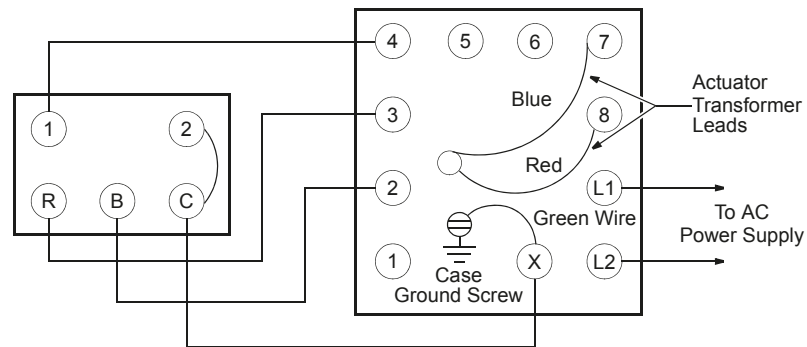 4 5 6 7
Blue
Actuator
Transformer
Leads
1 2
3
8
Red
R B C
2
L1
Green Wire
To AC
Power Supply
1
Case
Ground Screw
X
L2